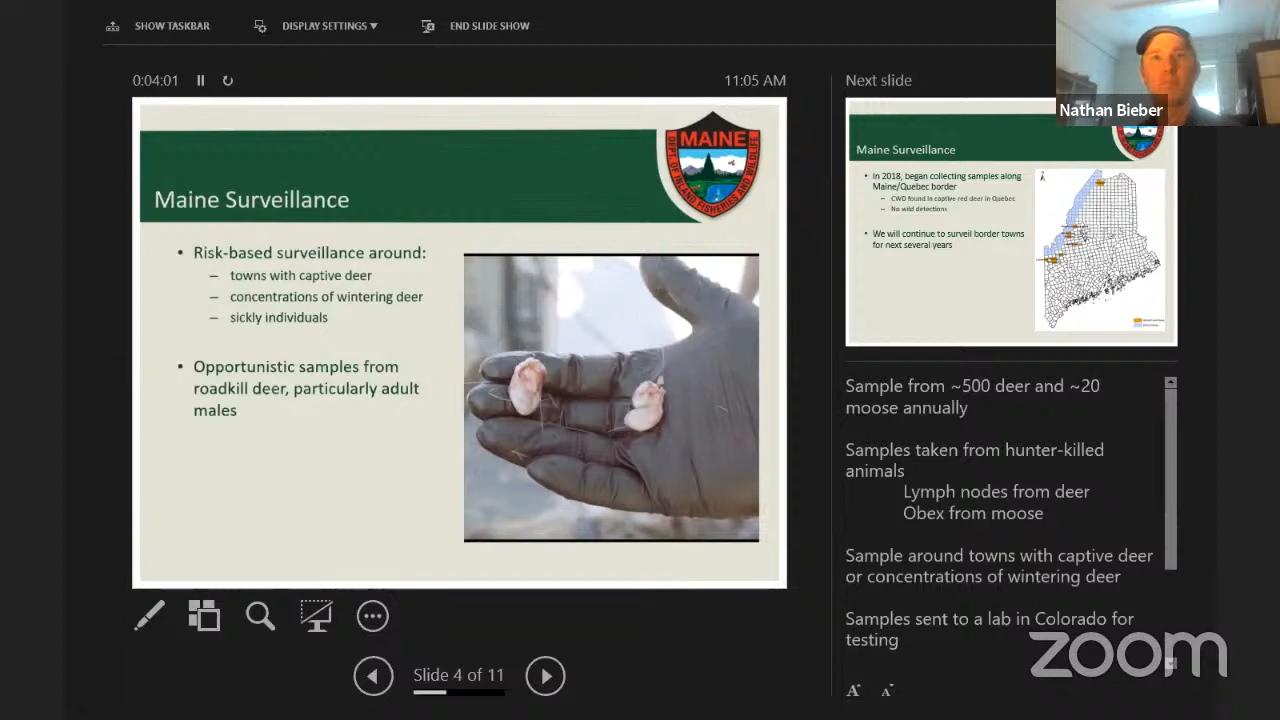 SHOW TASKBAR
DISPLAY SETTINGS
END SLIDE SHOW
0:04:01
11:05 AM
Next slide
Nathan Bieber
MAINE
DEPT. OF INLAND FISHERIES AND WILDLIFE
Maine Surveillance
• Risk-based surveillance around:
– towns with captive deer
– concentrations of wintering deer
– sickly individuals
• Opportunistic samples from
roadkill deer, particularly adult
males
Maine Surveillance
• In 2018, began collecting samples along
Maine/Quebec border
– CWD found in captive red deer in Quebec
– No wild detections
• We will continue to surveil border towns
for next several years
Sample from ~500 deer and ~20
moose annually
Samples taken from hunter-killed
animals
Lymph nodes from deer
Obex from moose
Sample around towns with captive deer
or concentrations of wintering deer
Samples sent to a lab in Colorado for
testing
Slide 4 of 11
A A
zoom